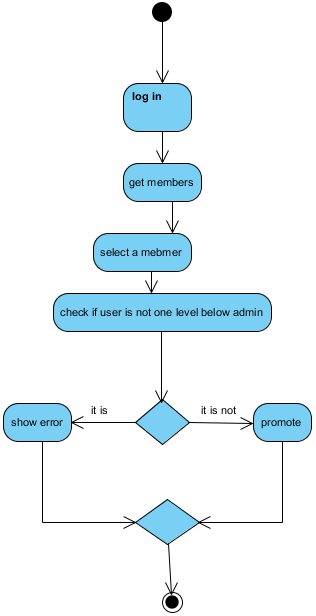 log in
get members
select a mebmer
check if user is not one level below admin
it is
it is not
show error
promote